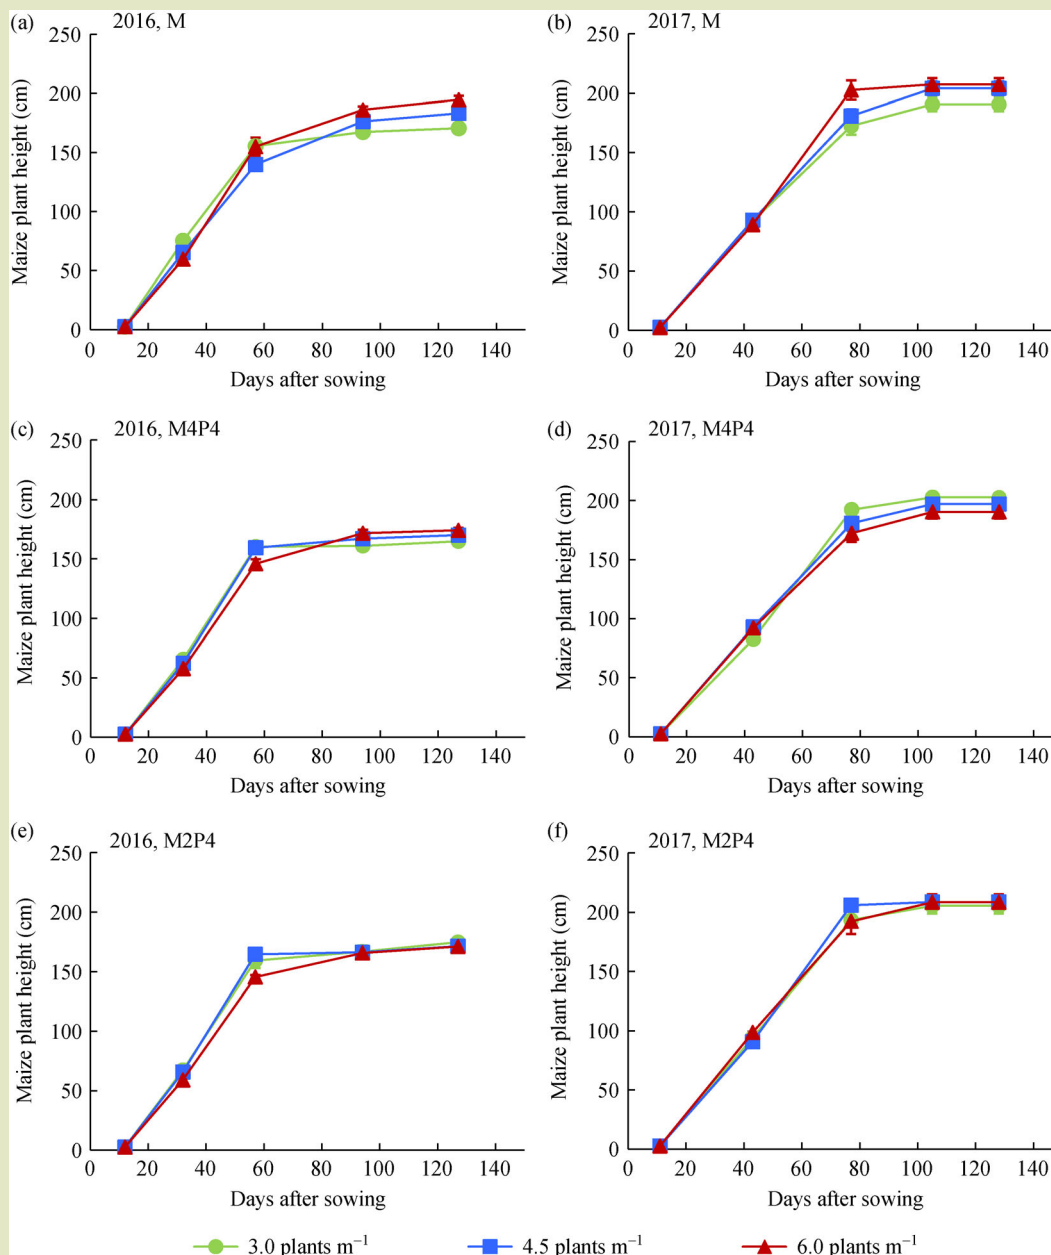 (a) 2016, M
250
200
150
100
50
0
Maize plant height (cm)
0 20 40 60 80 100 120 140
Days after sowing
(b) 2017, M
250
200
150
100
50
0
Maize plant height (cm)
0 20 40 60 80 100 120 140
Days after sowing
(c) 2016, M4P4
250
200
150
100
50
0
Maize plant height (cm)
0 20 40 60 80 100 120 140
Days after sowing
(d) 2017, M4P4
250
200
150
100
50
0
Maize plant height (cm)
0 20 40 60 80 100 120 140
Days after sowing
(e) 2016, M2P4
250
200
150
100
50
0
Maize plant height (cm)
0 20 40 60 80 100 120 140
Days after sowing
(f) 2017, M2P4
250
200
150
100
50
0
Maize plant height (cm)
0 20 40 60 80 100 120 140
Days after sowing
3.0 plants m⁻¹ 4.5 plants m⁻¹ 6.0 plants m⁻¹